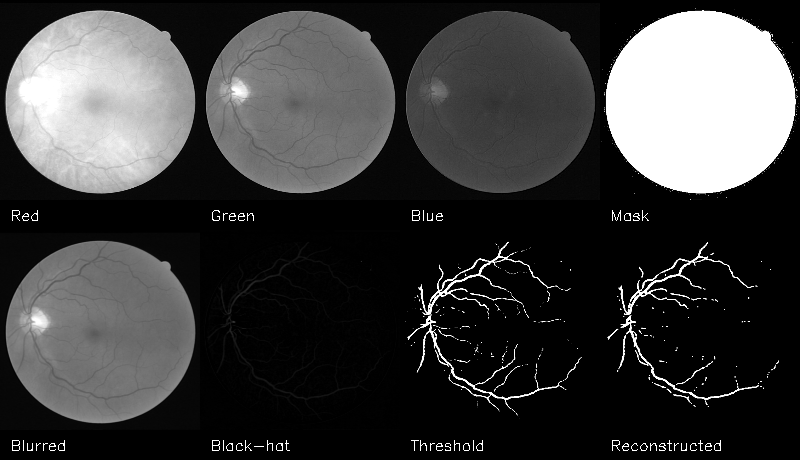 Red
Green
Blue
Mask
Blurred
Black-hat
Threshold
Reconstructed